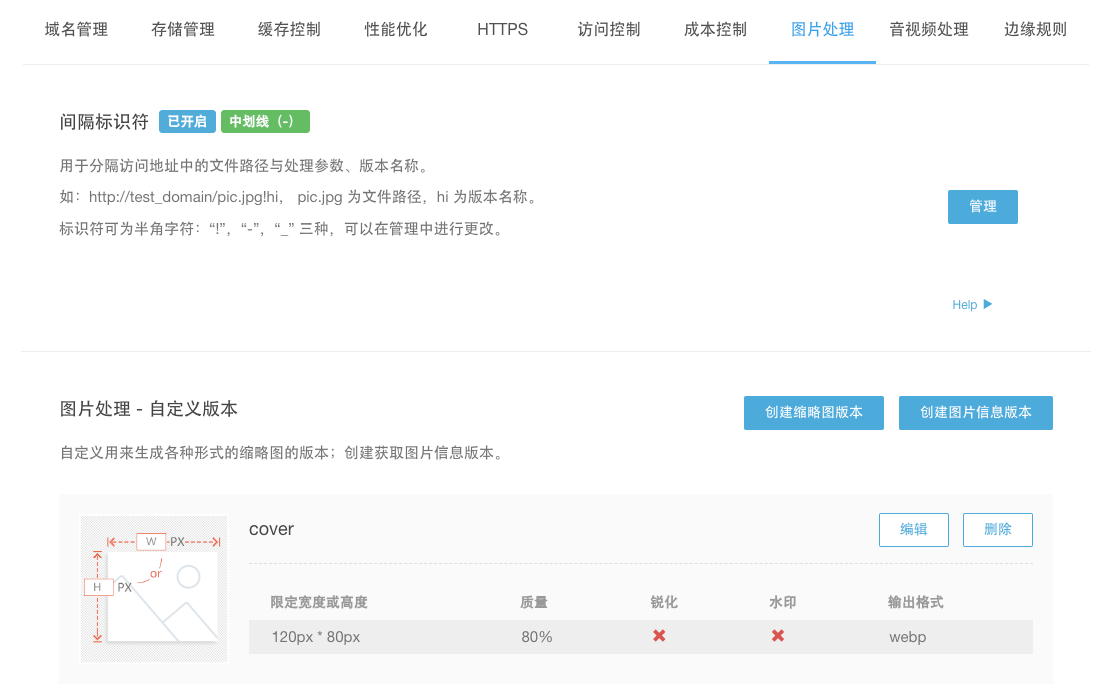 域名管理 存储管理 缓存控制 性能优化 HTTPS 访问控制 成本控制 图片处理 音视频处理 边缘规则
间隔标识符 已开启 中划线（-）
用于分隔访问地址中的文件路径与处理参数、版本名称。
如：http://test_domain/pic.jpg!hi， pic.jpg 为文件路径，hi 为版本名称。
标识符可为半角字符：“!”，“-”，“_” 三种，可以在管理中进行更改。
管理
Help
图片处理 - 自定义版本
创建缩略图版本 创建图片信息版本
自定义用来生成各种形式的缩略图的版本；创建获取图片信息版本。
W PX
or
H PX
cover
编辑 删除
限定宽度或高度 质量 锐化 水印 输出格式
120px * 80px 80% webp